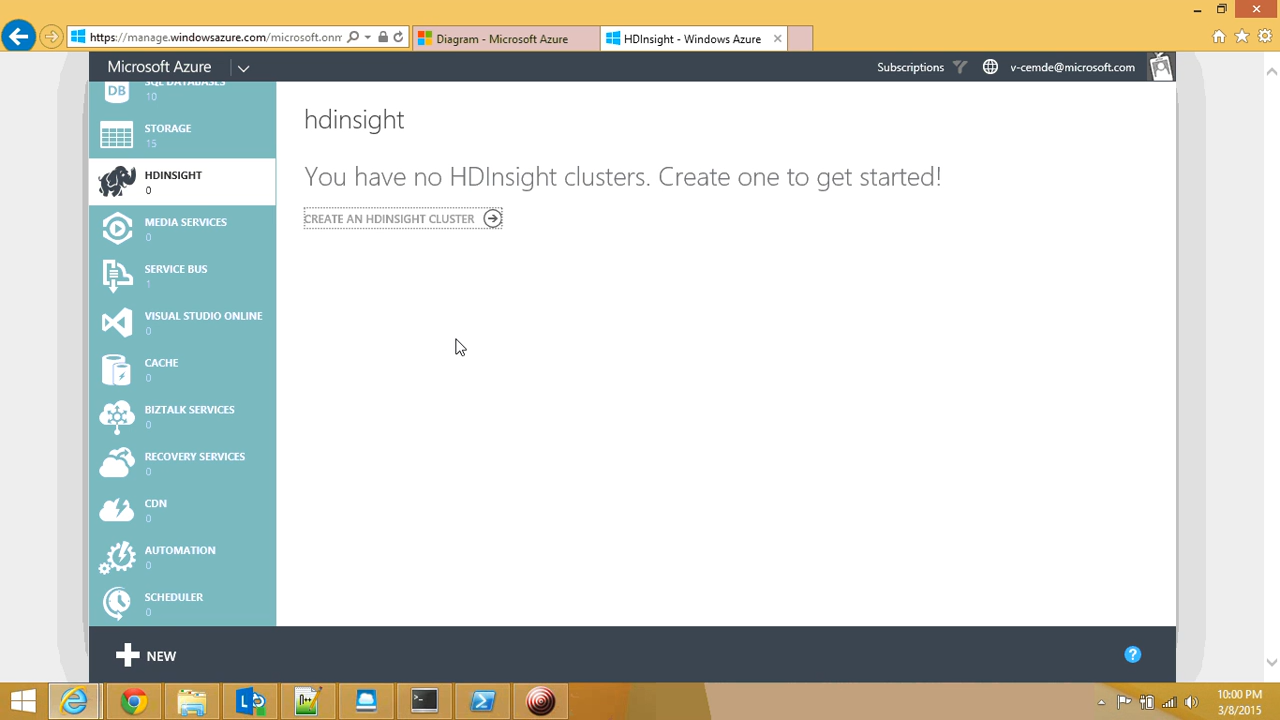 https://manage.windowsazure.com/microsoft.onm
Diagram - Microsoft Azure
HDInsight - Windows Azure
Microsoft Azure
Subscriptions
v-cemde@microsoft.com
DB
SQL DATABASES
10
STORAGE
15
HDINSIGHT
0
MEDIA SERVICES
0
SERVICE BUS
1
VISUAL STUDIO ONLINE
0
CACHE
0
BIZTALK SERVICES
0
RECOVERY SERVICES
0
CDN
0
AUTOMATION
0
SCHEDULER
0
hdinsight
You have no HDInsight clusters. Create one to get started!
CREATE AN HDINSIGHT CLUSTER
NEW
?
10:00 PM
3/8/2015